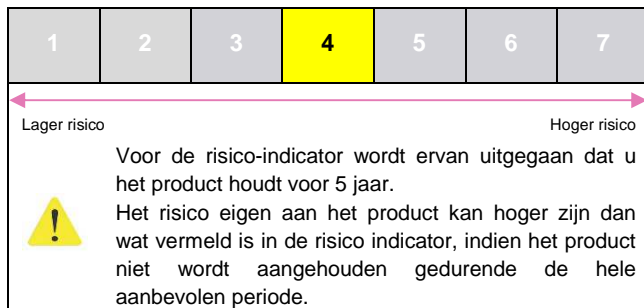 1 2 3 4 5 6 7
Lager risico Hoger risico
Voor de risico-indicator wordt ervan uitgegaan dat u
het product houdt voor 5 jaar.
Het risico eigen aan het product kan hoger zijn dan
wat vermeld is in de risico indicator, indien het product
niet wordt aangehouden gedurende de hele
aanbevolen periode.